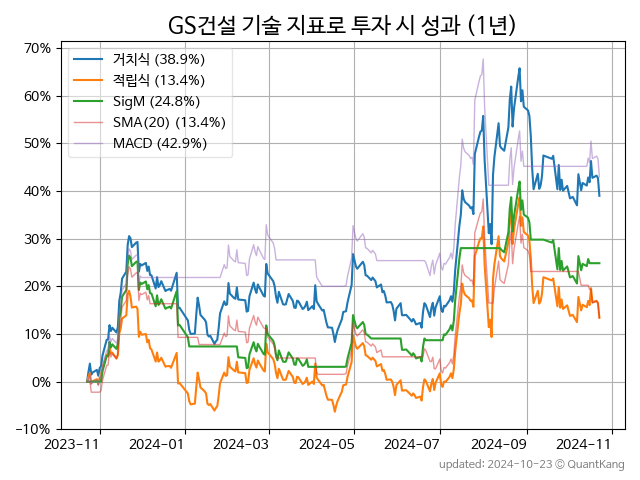 GS건설 기술 지표로 투자 시 성과 (1년)
70%
60%
50%
40%
30%
20%
10%
0%
−10%
거치식 (38.9%)
적립식 (13.4%)
SigM (24.8%)
SMA(20) (13.4%)
MACD (42.9%)
2023-11
2024-01
2024-03
2024-05
2024-07
2024-09
2024-11
updated: 2024-10-23 © QuantKang